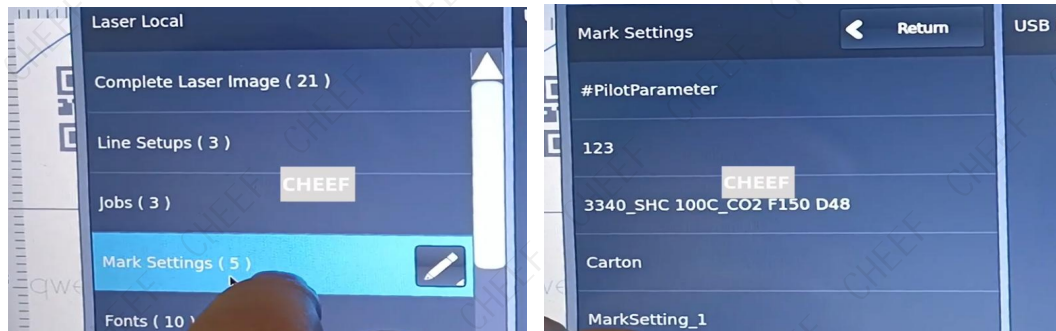 Laser Local
Complete Laser Image ( 21 )
Line Setups ( 3 )
CHEEF
Jobs ( 3 )
Mark Settings ( 5 )
qwe
Fonts ( 10 )
Mark Settings
Return
USB
#PilotParameter
123
CHEEF
3340_SHC 100C_CO2 F150 D48
Carton
MarkSetting_1